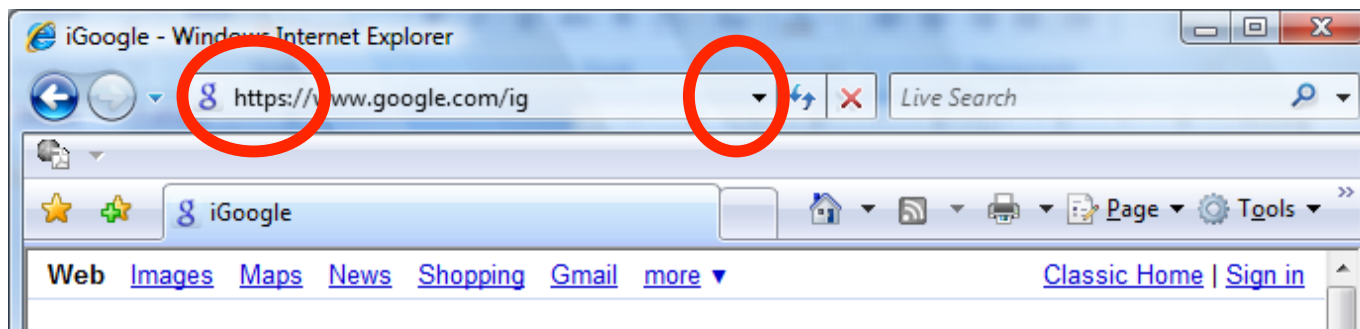 iGoogle - Windows Internet Explorer
https://www.google.com/ig Live Search
iGoogle Page Tools
Web Images Maps News Shopping Gmail more ▼ Classic Home | Sign in